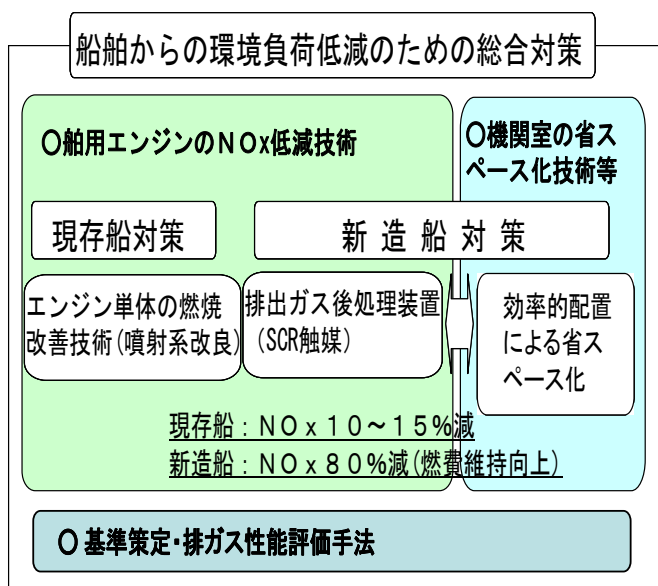 船舶からの環境負荷低減のための総合対策
○舶用エンジンのＮＯx低減技術
○機関室の省ス
ペース化技術等
現存船対策
新造船対策
エンジン単体の燃焼
改善技術(噴射系改良)
排出ガス後処理装置
(SCR触媒)
効率的配置
による省ス
ペース化
現存船：ＮＯｘ１０～１５%減
新造船：ＮＯｘ８０%減(燃費維持向上)
○ 基準策定･排ガス性能評価手法